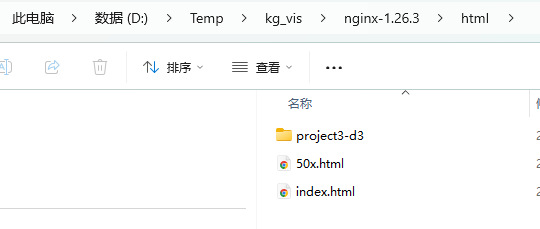 此电脑 > 数据 (D:) > Temp > kg_vis > nginx-1.26.3 > html >
排序 查看 ...
名称
project3-d3
50x.html
index.html